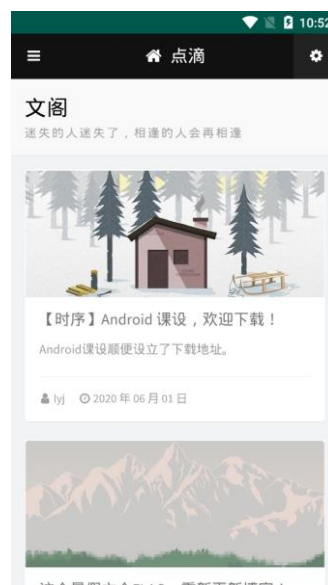 10:52
点滴
文阁
迷失的人迷失了，相逢的人会再相逢
【时序】Android 课设，欢迎下载！
Android课设顺便设立了下载地址。
lyj 2020 年 06 月 01 日